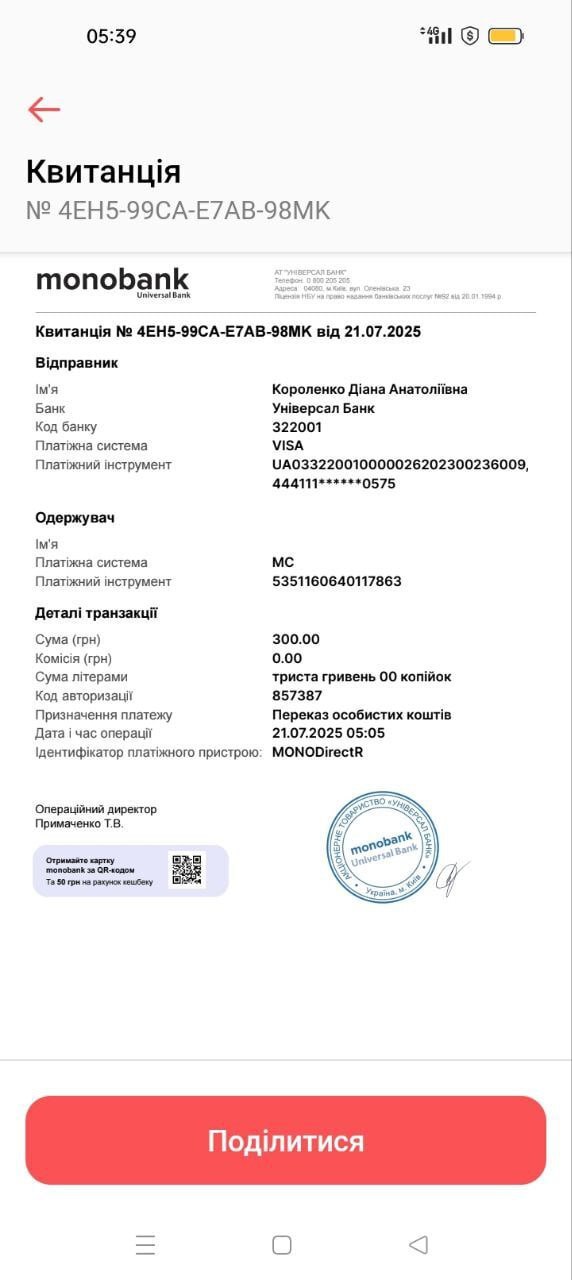 05:39
4G
Квитанція
№ 4EH5-99CA-E7AB-98MK
monobank
Universal Bank
АТ "УНІВЕРСАЛ БАНК"
Телефон: 0 800 205 205
Адреса: 04080, м.Київ, вул. Оленівська, 23
Ліцензія НБУ на право надання банківських послуг №92 від 20.01.1994 р.
Квитанція № 4EH5-99CA-E7AB-98MK від 21.07.2025
Відправник
Ім'я Короленко Діана Анатоліївна
Банк Універсал Банк
Код банку 322001
Платіжна система VISA
Платіжний інструмент UA033220010000026202300236009,
444111******0575
Одержувач
Ім'я
Платіжна система MC
Платіжний інструмент 5351160640117863
Деталі транзакції
Сума (грн) 300.00
Комісія (грн) 0.00
Сума літерами триста гривень 00 копійок
Код авторизації 857387
Призначення платежу Переказ особистих коштів
Дата і час операції 21.07.2025 05:05
Ідентифікатор платіжного пристрою: MONODirectR
Операційний директор
Примаченко Т.В.
Отримайте картку
monobank за QR-кодом
Та 50 грн на рахунок кешбеку
АКЦІОНЕРНЕ ТОВАРИСТВО «УНІВЕРСАЛ БАНК»
monobank
Universal Bank
Україна, м. Київ
Поділитися